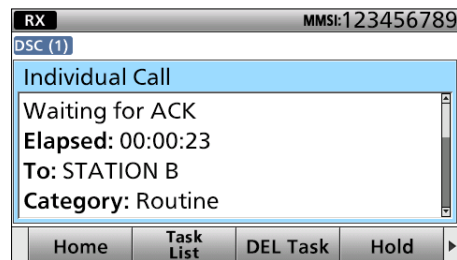 RX MMSI:123456789
DSC (1)
Individual Call
Waiting for ACK
Elapsed: 00:00:23
To: STATION B
Category: Routine
Home Task List DEL Task Hold